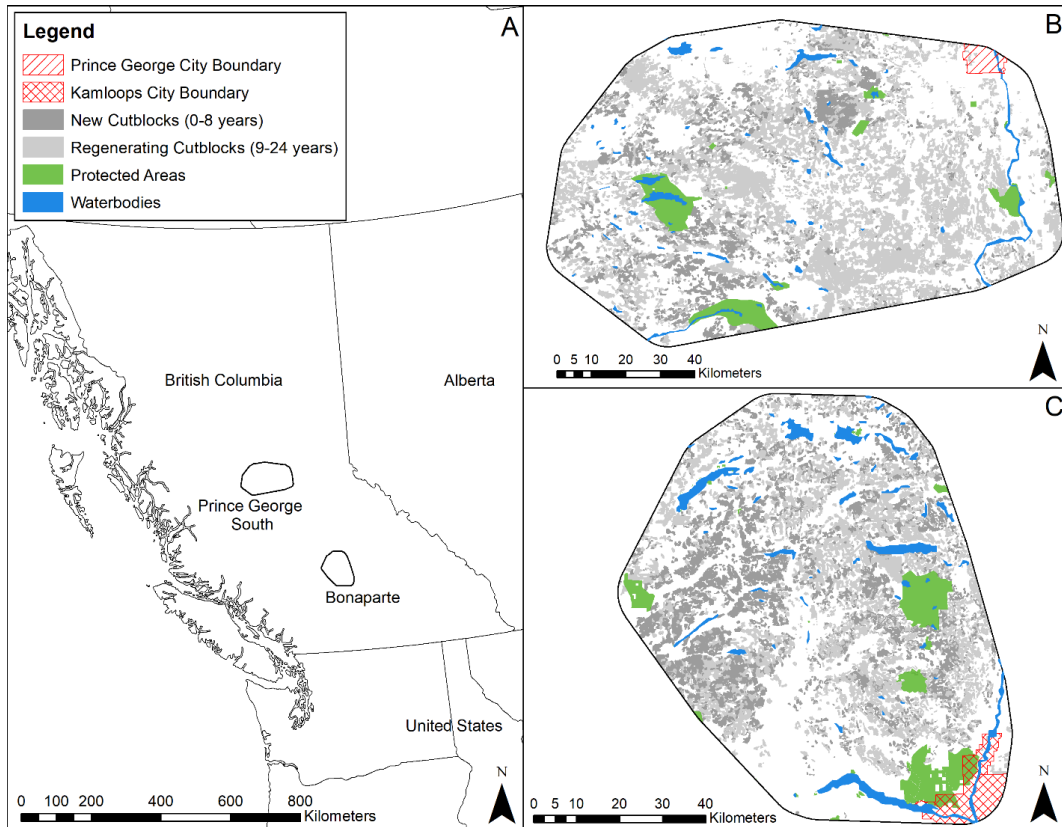 Legend
Prince George City Boundary
Kamloops City Boundary
New Cutblocks (0-8 years)
Regenerating Cutblocks (9-24 years)
Protected Areas
Waterbodies
A
British Columbia
Alberta
Prince George
South
Bonaparte
United States
N
0 100 200 400 600 800
Kilometers
B
N
0 5 10 20 30 40
Kilometers
C
N
0 5 10 20 30 40
Kilometers